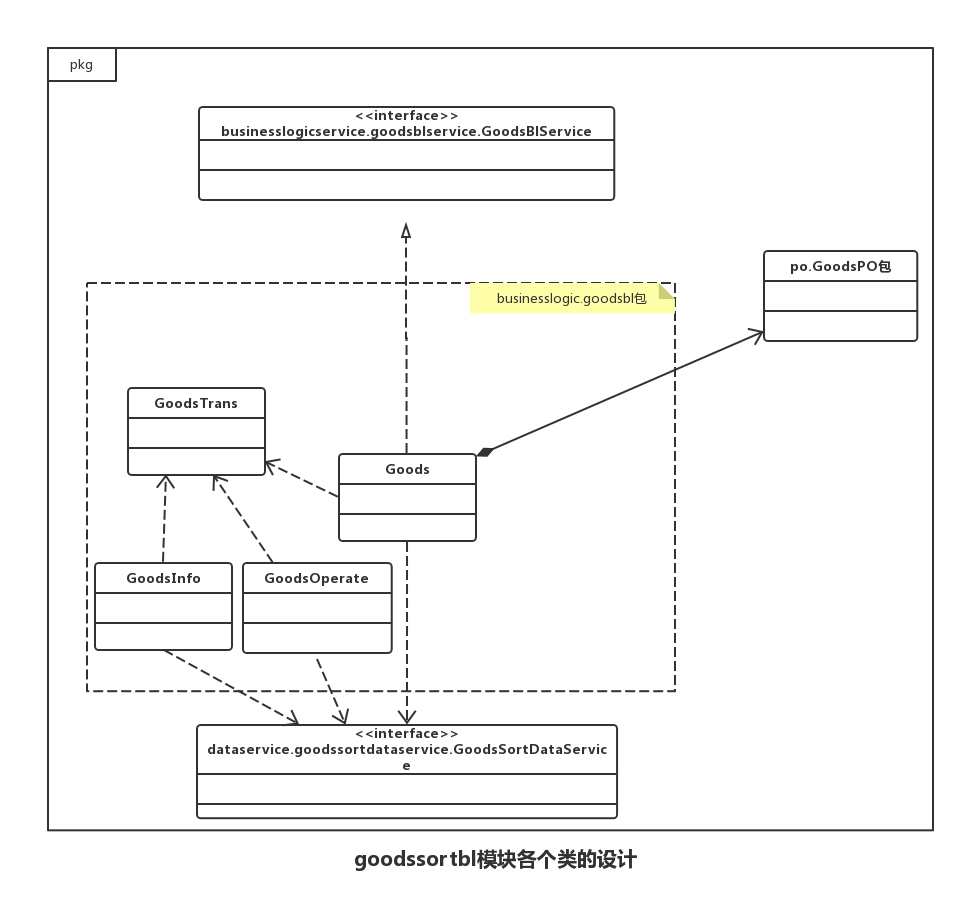 pkg
<<interface>>
businesslogicservice.goodsblservice.GoodsBlService
po.GoodsPO包
businesslogic.goodsbl包
GoodsTrans
Goods
GoodsInfo
GoodsOperate
<<interface>>
dataservice.goodssortdataservice.GoodsSortDataServic
e
goodssortbl模块各个类的设计